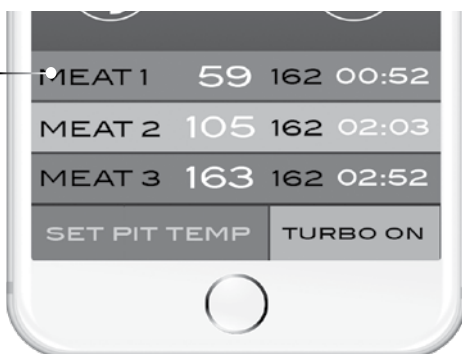 MEAT 1 59 162 00:52
MEAT 2 105 162 02:03
MEAT 3 163 162 02:52
SET PIT TEMP TURBO ON